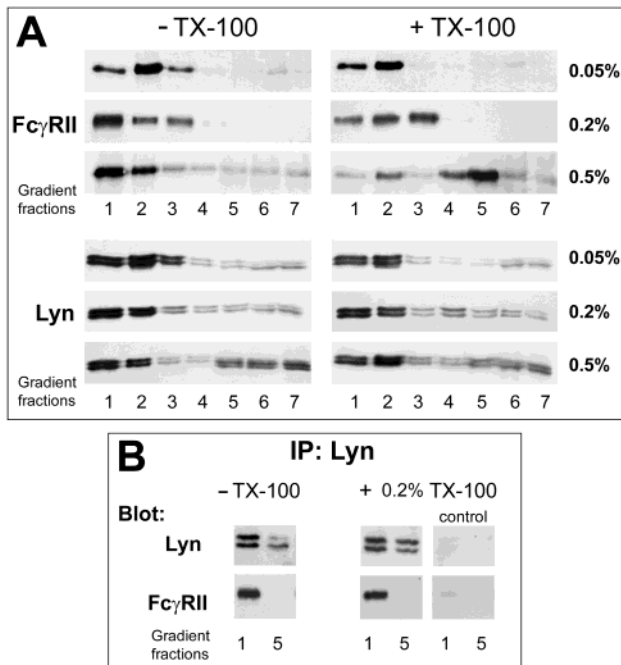 A
– TX-100
+ TX-100
0.05%
FcγRII
0.2%
0.5%
Gradient
fractions
1 2 3 4 5 6 7
1 2 3 4 5 6 7
0.05%
Lyn
0.2%
0.5%
Gradient
fractions
1 2 3 4 5 6 7
1 2 3 4 5 6 7
B
IP: Lyn
– TX-100
+ 0.2% TX-100
Blot:
control
Lyn
FcγRII
Gradient
fractions
1 5
1 5
1 5